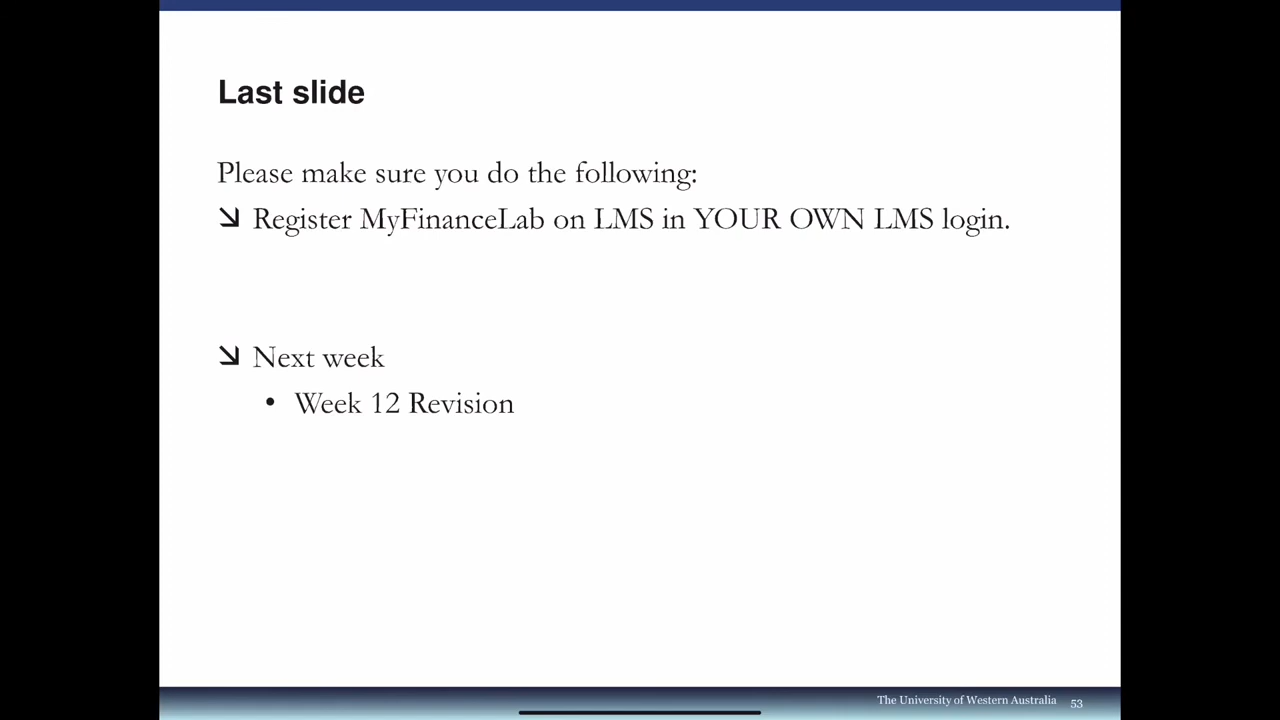 Last slide
Please make sure you do the following:
Register MyFinanceLab on LMS in YOUR OWN LMS login.
Next week
• Week 12 Revision
The University of Western Australia 53